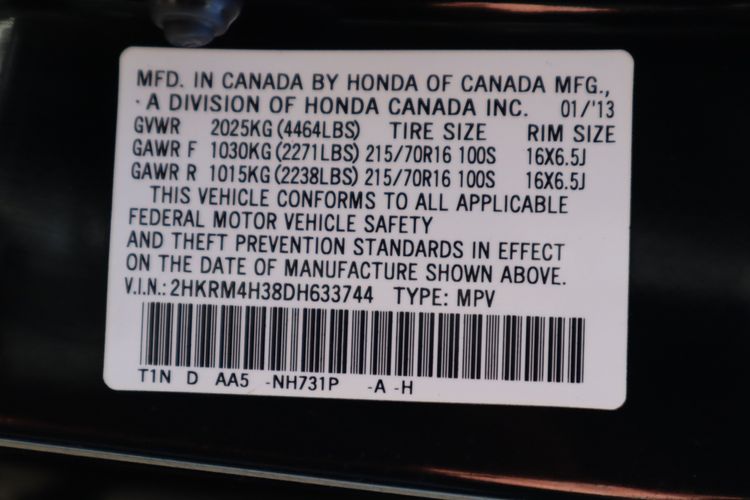 MFD. IN CANADA BY HONDA OF CANADA MFG.,
· A DIVISION OF HONDA CANADA INC. 01/'13
GVWR 2025KG (4464LBS) TIRE SIZE RIM SIZE
GAWR F 1030KG (2271LBS) 215/70R16 100S 16X6.5J
GAWR R 1015KG (2238LBS) 215/70R16 100S 16X6.5J
THIS VEHICLE CONFORMS TO ALL APPLICABLE
FEDERAL MOTOR VEHICLE SAFETY
AND THEFT PREVENTION STANDARDS IN EFFECT
ON THE DATE OF MANUFACTURE SHOWN ABOVE.
V.I.N.: 2HKRM4H38DH633744 TYPE: MPV
T1N D AA5 -NH731P -A -H